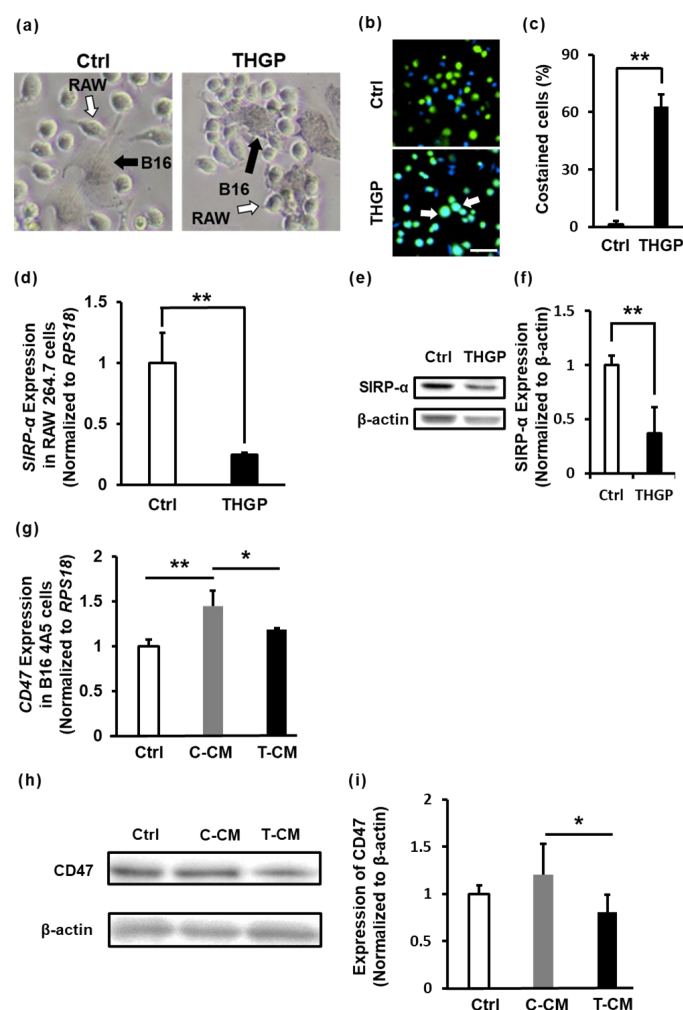 (a)
Ctrl
THGP
RAW
B16
B16
RAW
(b)
Ctrl
THGP
(c)
Costained cells (%)
90
60
30
0
**
Ctrl THGP
(d)
SIRP-α Expression
in RAW 264.7 cells
(Normalized to RPS18)
1.5
1
0.5
0
**
Ctrl THGP
(e)
Ctrl THGP
SIRP-α
β-actin
(f)
SIRP-α Expression
(Normalized to β-actin)
1.5
1
0.5
0
**
Ctrl THGP
(g)
CD47 Expression
in B16 4A5 cells
(Normalized to RPS18)
2
1.5
1
0.5
0
** *
Ctrl C-CM T-CM
(h)
Ctrl C-CM T-CM
CD47
β-actin
(i)
Expression of CD47
(Normalized to β-actin)
2
1.5
1
0.5
0
*
Ctrl C-CM T-CM